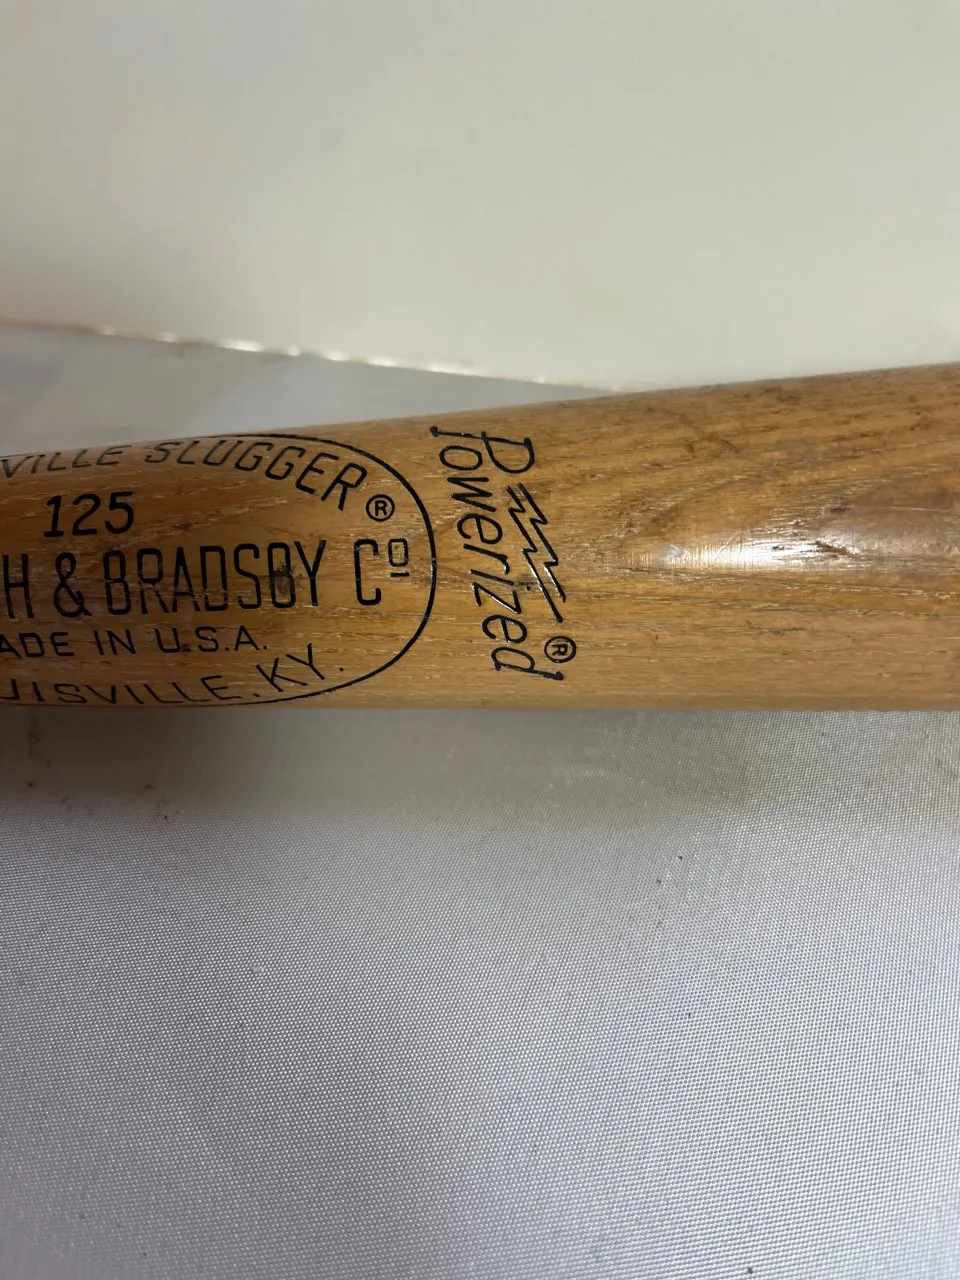 VILLE SLUGGER®
125
H & BRADSBY Cº
ADE IN U.S.A.
UISVILLE. KY.
Powerized®